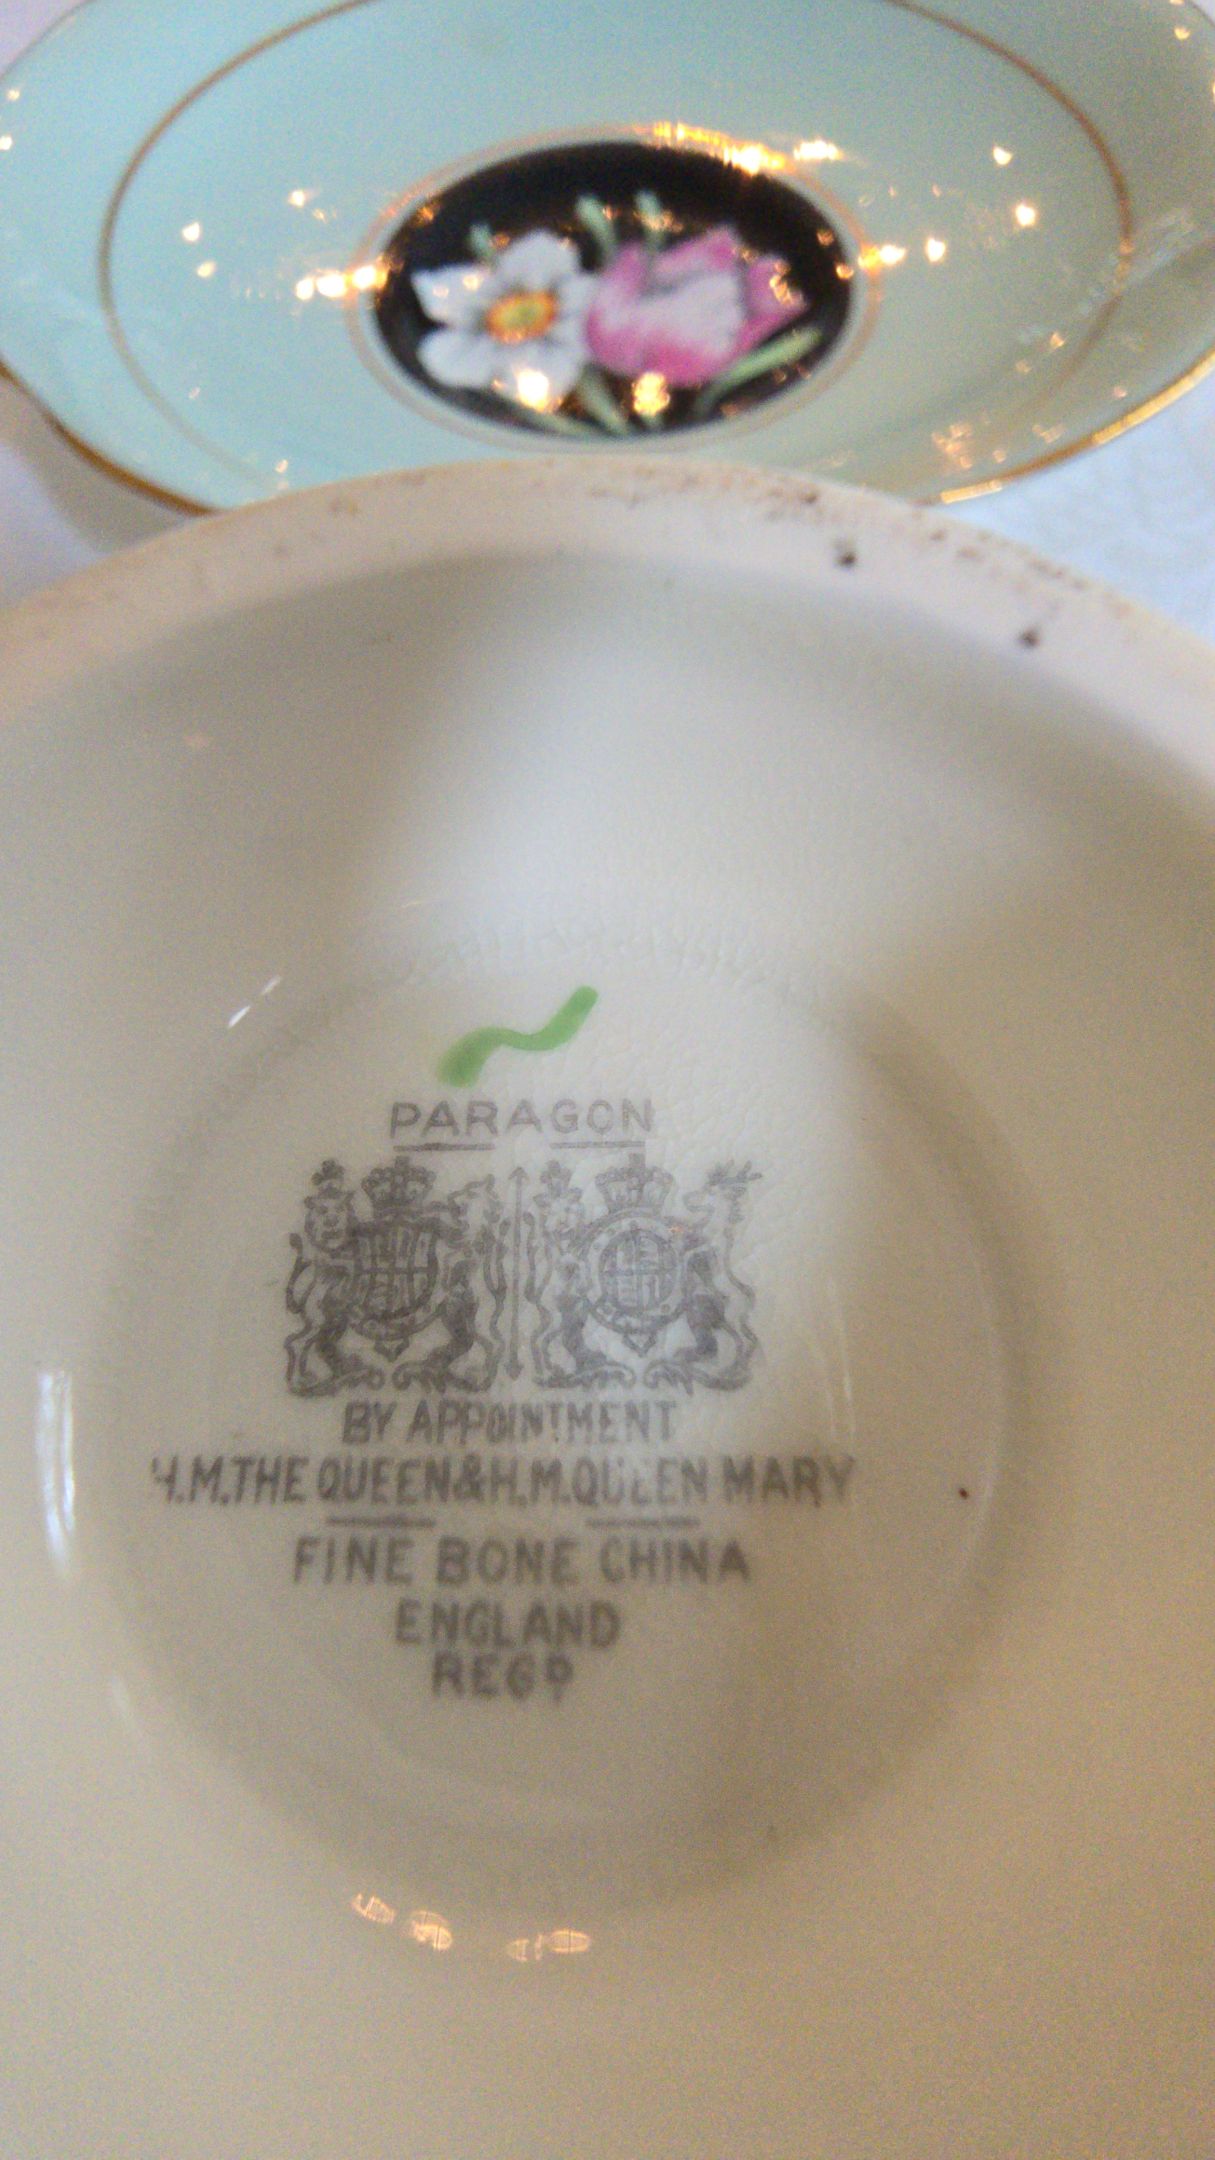 PARAGON
BY APPOINTMENT
H.M. THE QUEEN & H.M. QUEEN MARY
FINE BONE CHINA
ENGLAND
REGD